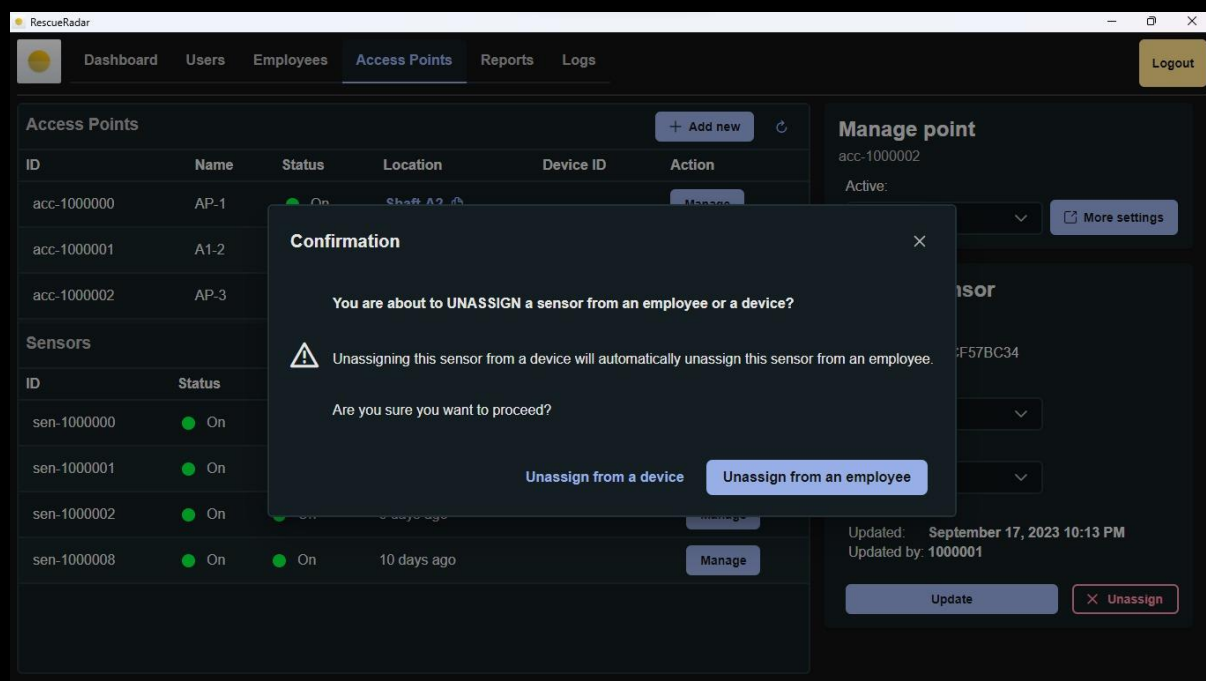 RescueRadar
Dashboard Users Employees Access Points Reports Logs Logout
Access Points + Add new
ID Name Status Location Device ID Action
acc-1000000 AP-1 On Shaft A2 Manage
acc-1000001 A1-2
acc-1000002 AP-3
Sensors
ID Status
sen-1000000 On
sen-1000001 On
sen-1000002 On
sen-1000008 On On 10 days ago Manage
Confirmation
You are about to UNASSIGN a sensor from an employee or a device?
Unassigning this sensor from a device will automatically unassign this sensor from an employee.
Are you sure you want to proceed?
Unassign from a device Unassign from an employee
Manage point
acc-1000002
Active:
More settings
CF57BC34
Updated: September 17, 2023 10:13 PM
Updated by: 1000001
Update Unassign